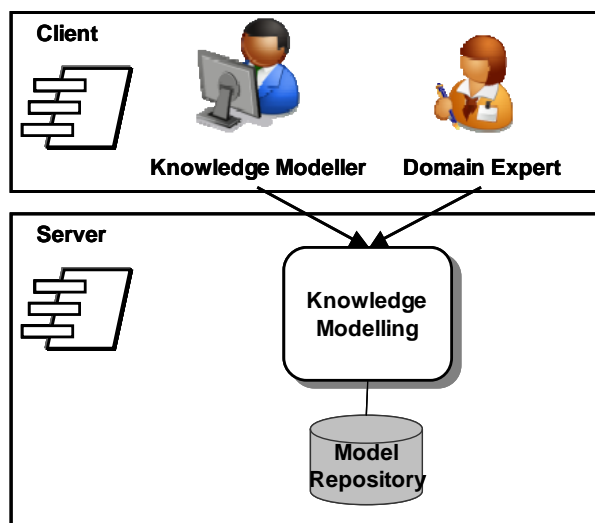 Client
Knowledge Modeller
Domain Expert
Server
Knowledge
Modelling
Model
Repository